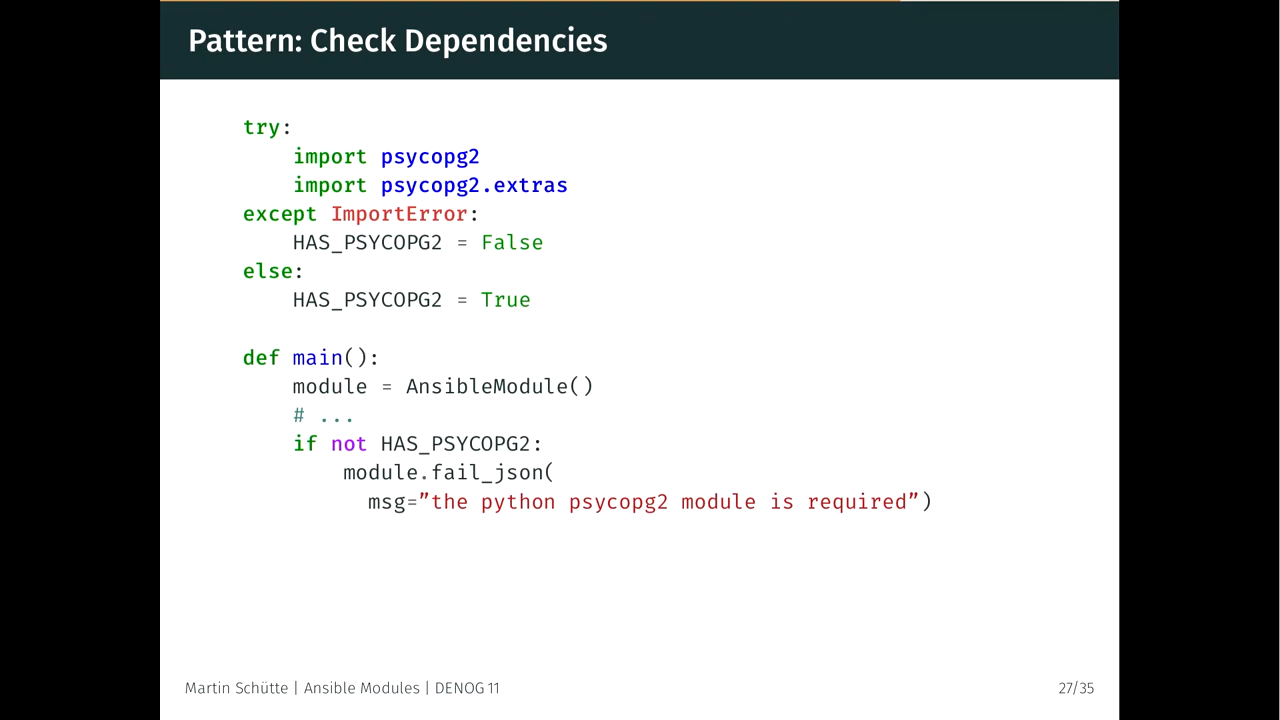 Pattern: Check Dependencies
try:
    import psycopg2
    import psycopg2.extras
except ImportError:
    HAS_PSYCOPG2 = False
else:
    HAS_PSYCOPG2 = True

def main():
    module = AnsibleModule()
    # ...
    if not HAS_PSYCOPG2:
        module.fail_json(
          msg=”the python psycopg2 module is required”)
Martin Schütte | Ansible Modules | DENOG 11
27/35